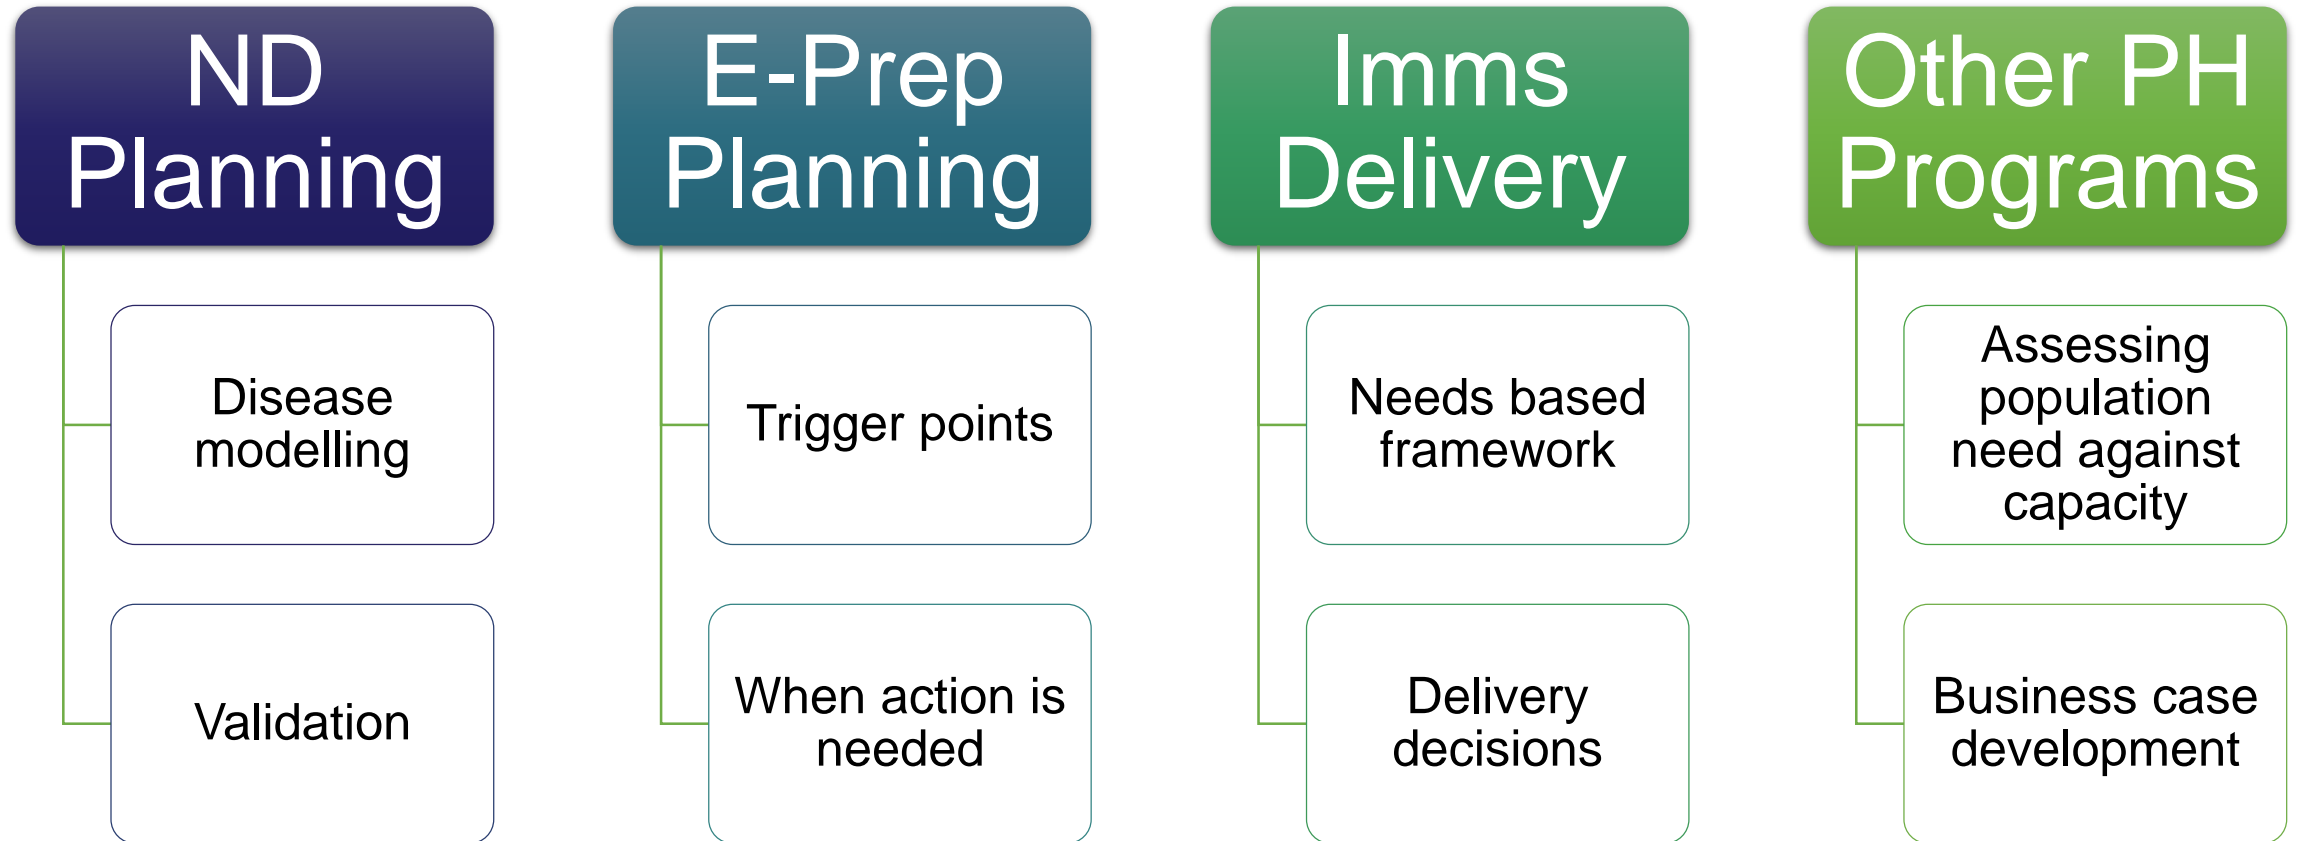 ND
Planning
Disease
modelling
Validation
E-Prep
Planning
Trigger points
When action is
needed
Imms
Delivery
Needs based
framework
Delivery
decisions
Other PH
Programs
Assessing
population
need against
capacity
Business case
development